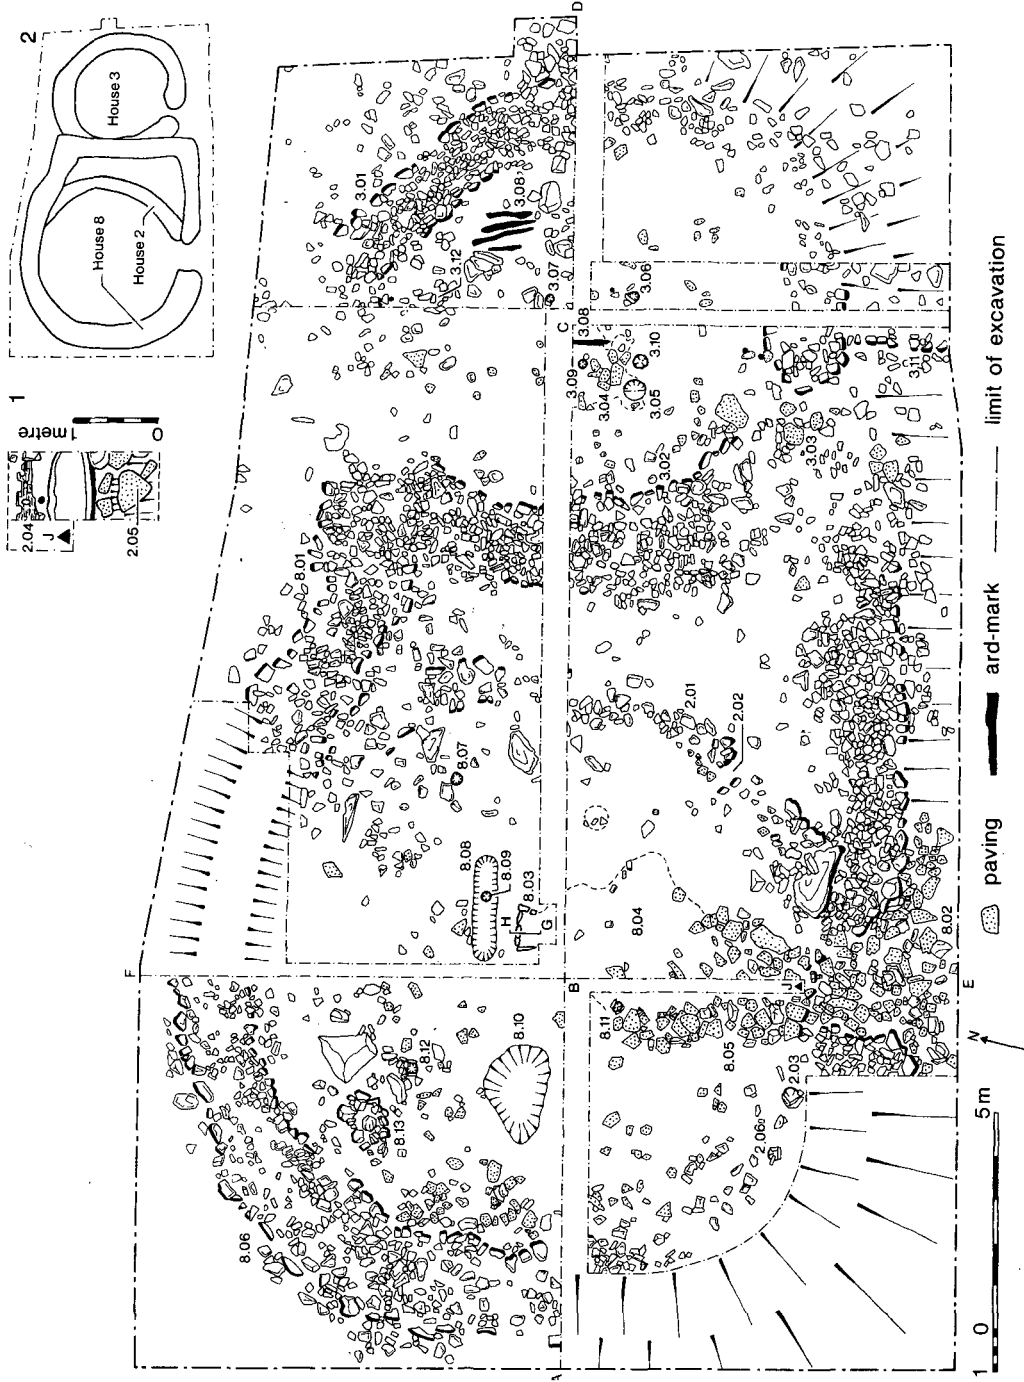 2
House 3
House 8
House 2
1
1 metre
0
2.04
J
2.05
D
3.01
3.08
3.12
3.07
3.06
C
3.08
3.09
3.10
3.04
3.05
3.11
3.02
3.03
8.01
2.01
2.02
8.07
8.08
8.09
8.03
H
G
8.04
8.02
F
B
J
E
N
8.10
8.11
8.12
8.05
2.03
8.13
2.06
8.06
A
1 0 5m
paving
ard-mark
limit of excavation